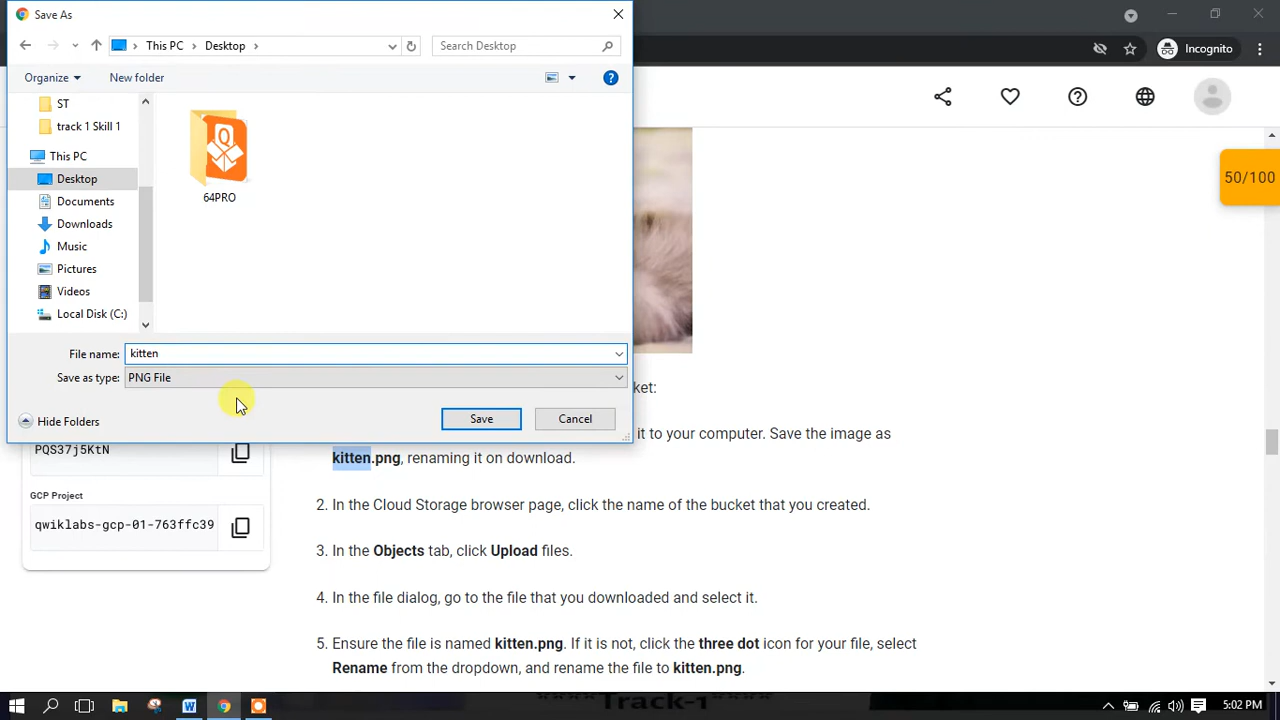 Save As
This PC
Desktop
Search Desktop
Organize
New folder
ST
track 1 Skill 1
This PC
Desktop
Documents
Downloads
Music
Pictures
Videos
Local Disk (C:)
64PRO
File name:
kitten
Save as type:
PNG File
Hide Folders
Save
Cancel
Incognito
50/100
ket:
it to your computer. Save the image as
kitten.png, renaming it on download.
2. In the Cloud Storage browser page, click the name of the bucket that you created.
3. In the Objects tab, click Upload files.
4. In the file dialog, go to the file that you downloaded and select it.
5. Ensure the file is named kitten.png. If it is not, click the three dot icon for your file, select
Rename from the dropdown, and rename the file to kitten.png.
PQS37j5KtN
GCP Project
qwiklabs-gcp-01-763ffc39
****Track-1****
5:02 PM